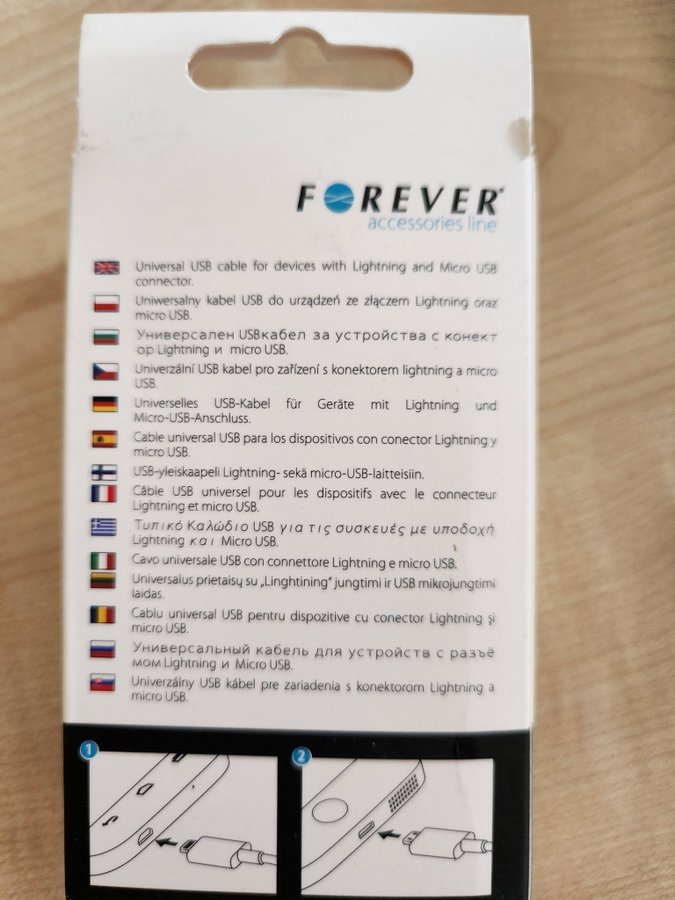 FOREVER
accessories line
Universal USB cable for devices with Lightning and Micro USB
connector.
Uniwersalny kabel USB do urządzeń ze złączem Lightning oraz
micro USB.
Универсален USBкабел за устройства с конект
ор Lightning и micro USB.
Univerzální USB kabel pro zařízení s konektorem lightning a micro
USB.
Universelles USB-Kabel für Geräte mit Lightning und
Micro-USB-Anschluss.
Cable universal USB para los dispositivos con conector Lightning y
micro USB.
USB-yleiskaapeli Lightning- sekä micro-USB-laitteisiin.
Câble USB universel pour les dispositifs avec le connecteur
Lightning et micro USB.
Τυπικό Καλώδιο USB για τις συσκευές με υποδοχή
Lightning και Micro USB.
Cavo universale USB con connettore Lightning e micro USB.
Universalus prietaisų su „Linghtining" jungtimi ir USB mikrojungtimi
laidas.
Cablu universal USB pentru dispozitive cu conector Lightning și
micro USB.
Универсальный кабель для устройств с разъё
мом Lightning и Micro USB.
Univerzálny USB kábel pre zariadenia s konektorom Lightning a
micro USB.
1
2